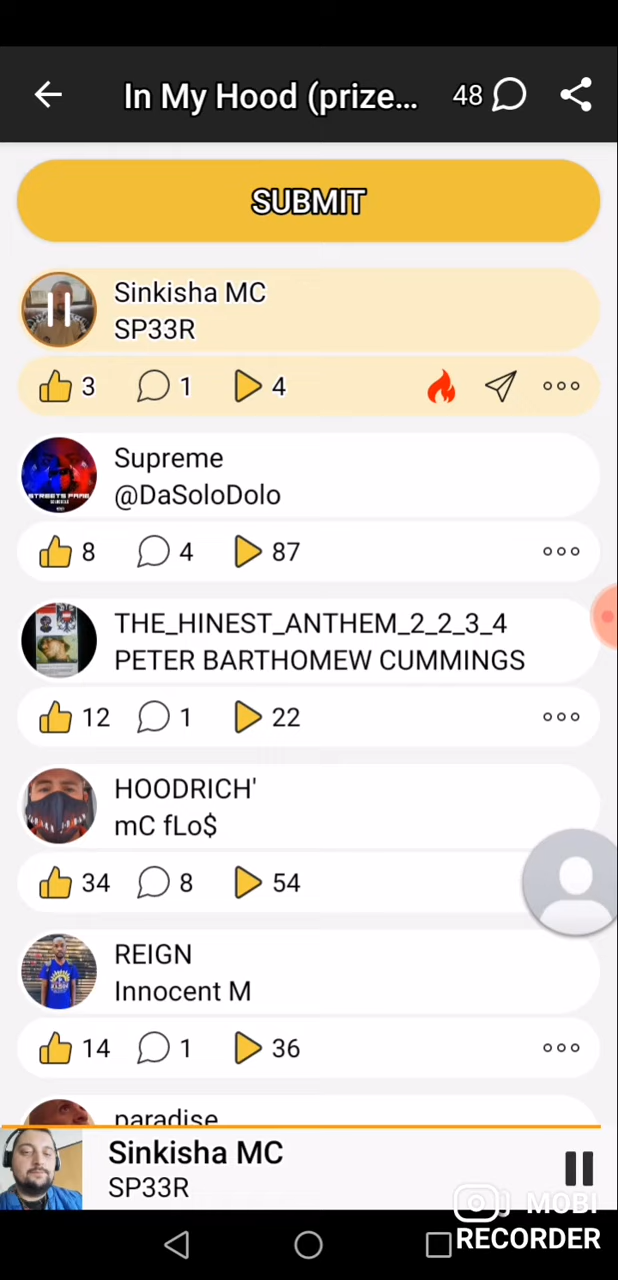 In My Hood (prize...
48
SUBMIT
Sinkisha MC
SP33R
3
1
4
Supreme
@DaSoloDolo
8
4
87
THE_HINEST_ANTHEM_2_2_3_4
PETER BARTHOMEW CUMMINGS
12
1
22
HOODRICH'
mC fLo$
34
8
54
REIGN
Innocent M
14
1
36
paradise
Sinkisha MC
SP33R
MOBI
RECORDER